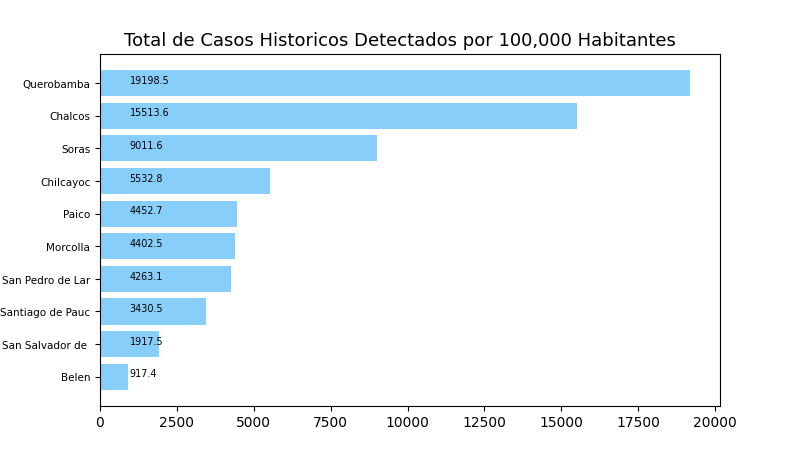 Total de Casos Historicos Detectados por 100,000 Habitantes
Querobamba 19198.5
Chalcos 15513.6
Soras 9011.6
Chilcayoc 5532.8
Paico 4452.7
Morcolla 4402.5
San Pedro de Lar 4263.1
Santiago de Pauc 3430.5
San Salvador de 1917.5
Belen 917.4
0 2500 5000 7500 10000 12500 15000 17500 20000